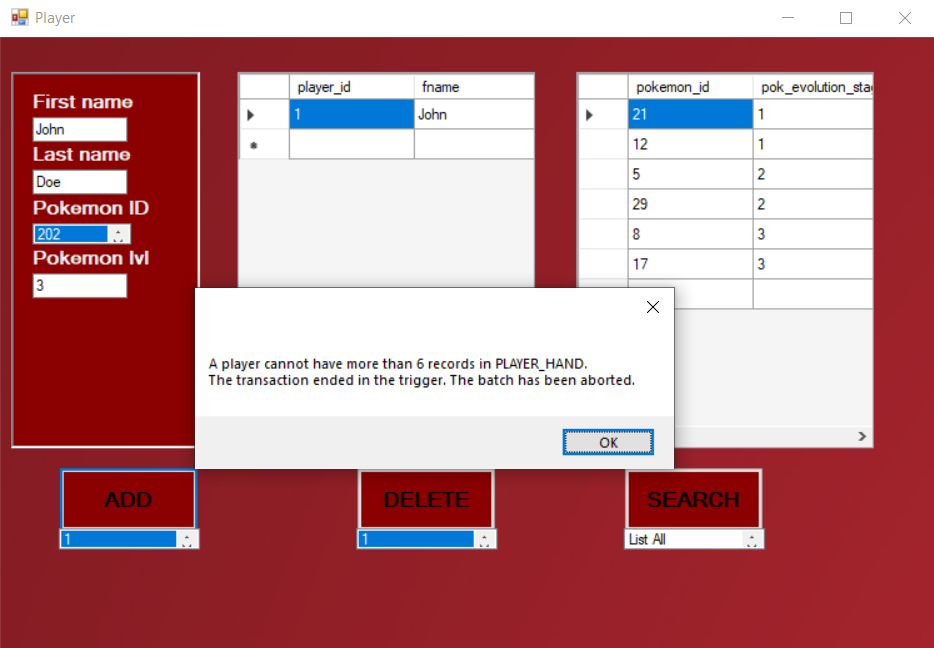 Player
First name
John
Last name
Doe
Pokemon ID
202
Pokemon lvl
3
player_id fname
1 John
pokemon_id pok_evolution_sta
21 1
12 1
5 2
29 2
8 3
17 3
A player cannot have more than 6 records in PLAYER_HAND.
The transaction ended in the trigger. The batch has been aborted.
OK
ADD
1
DELETE
1
SEARCH
List All